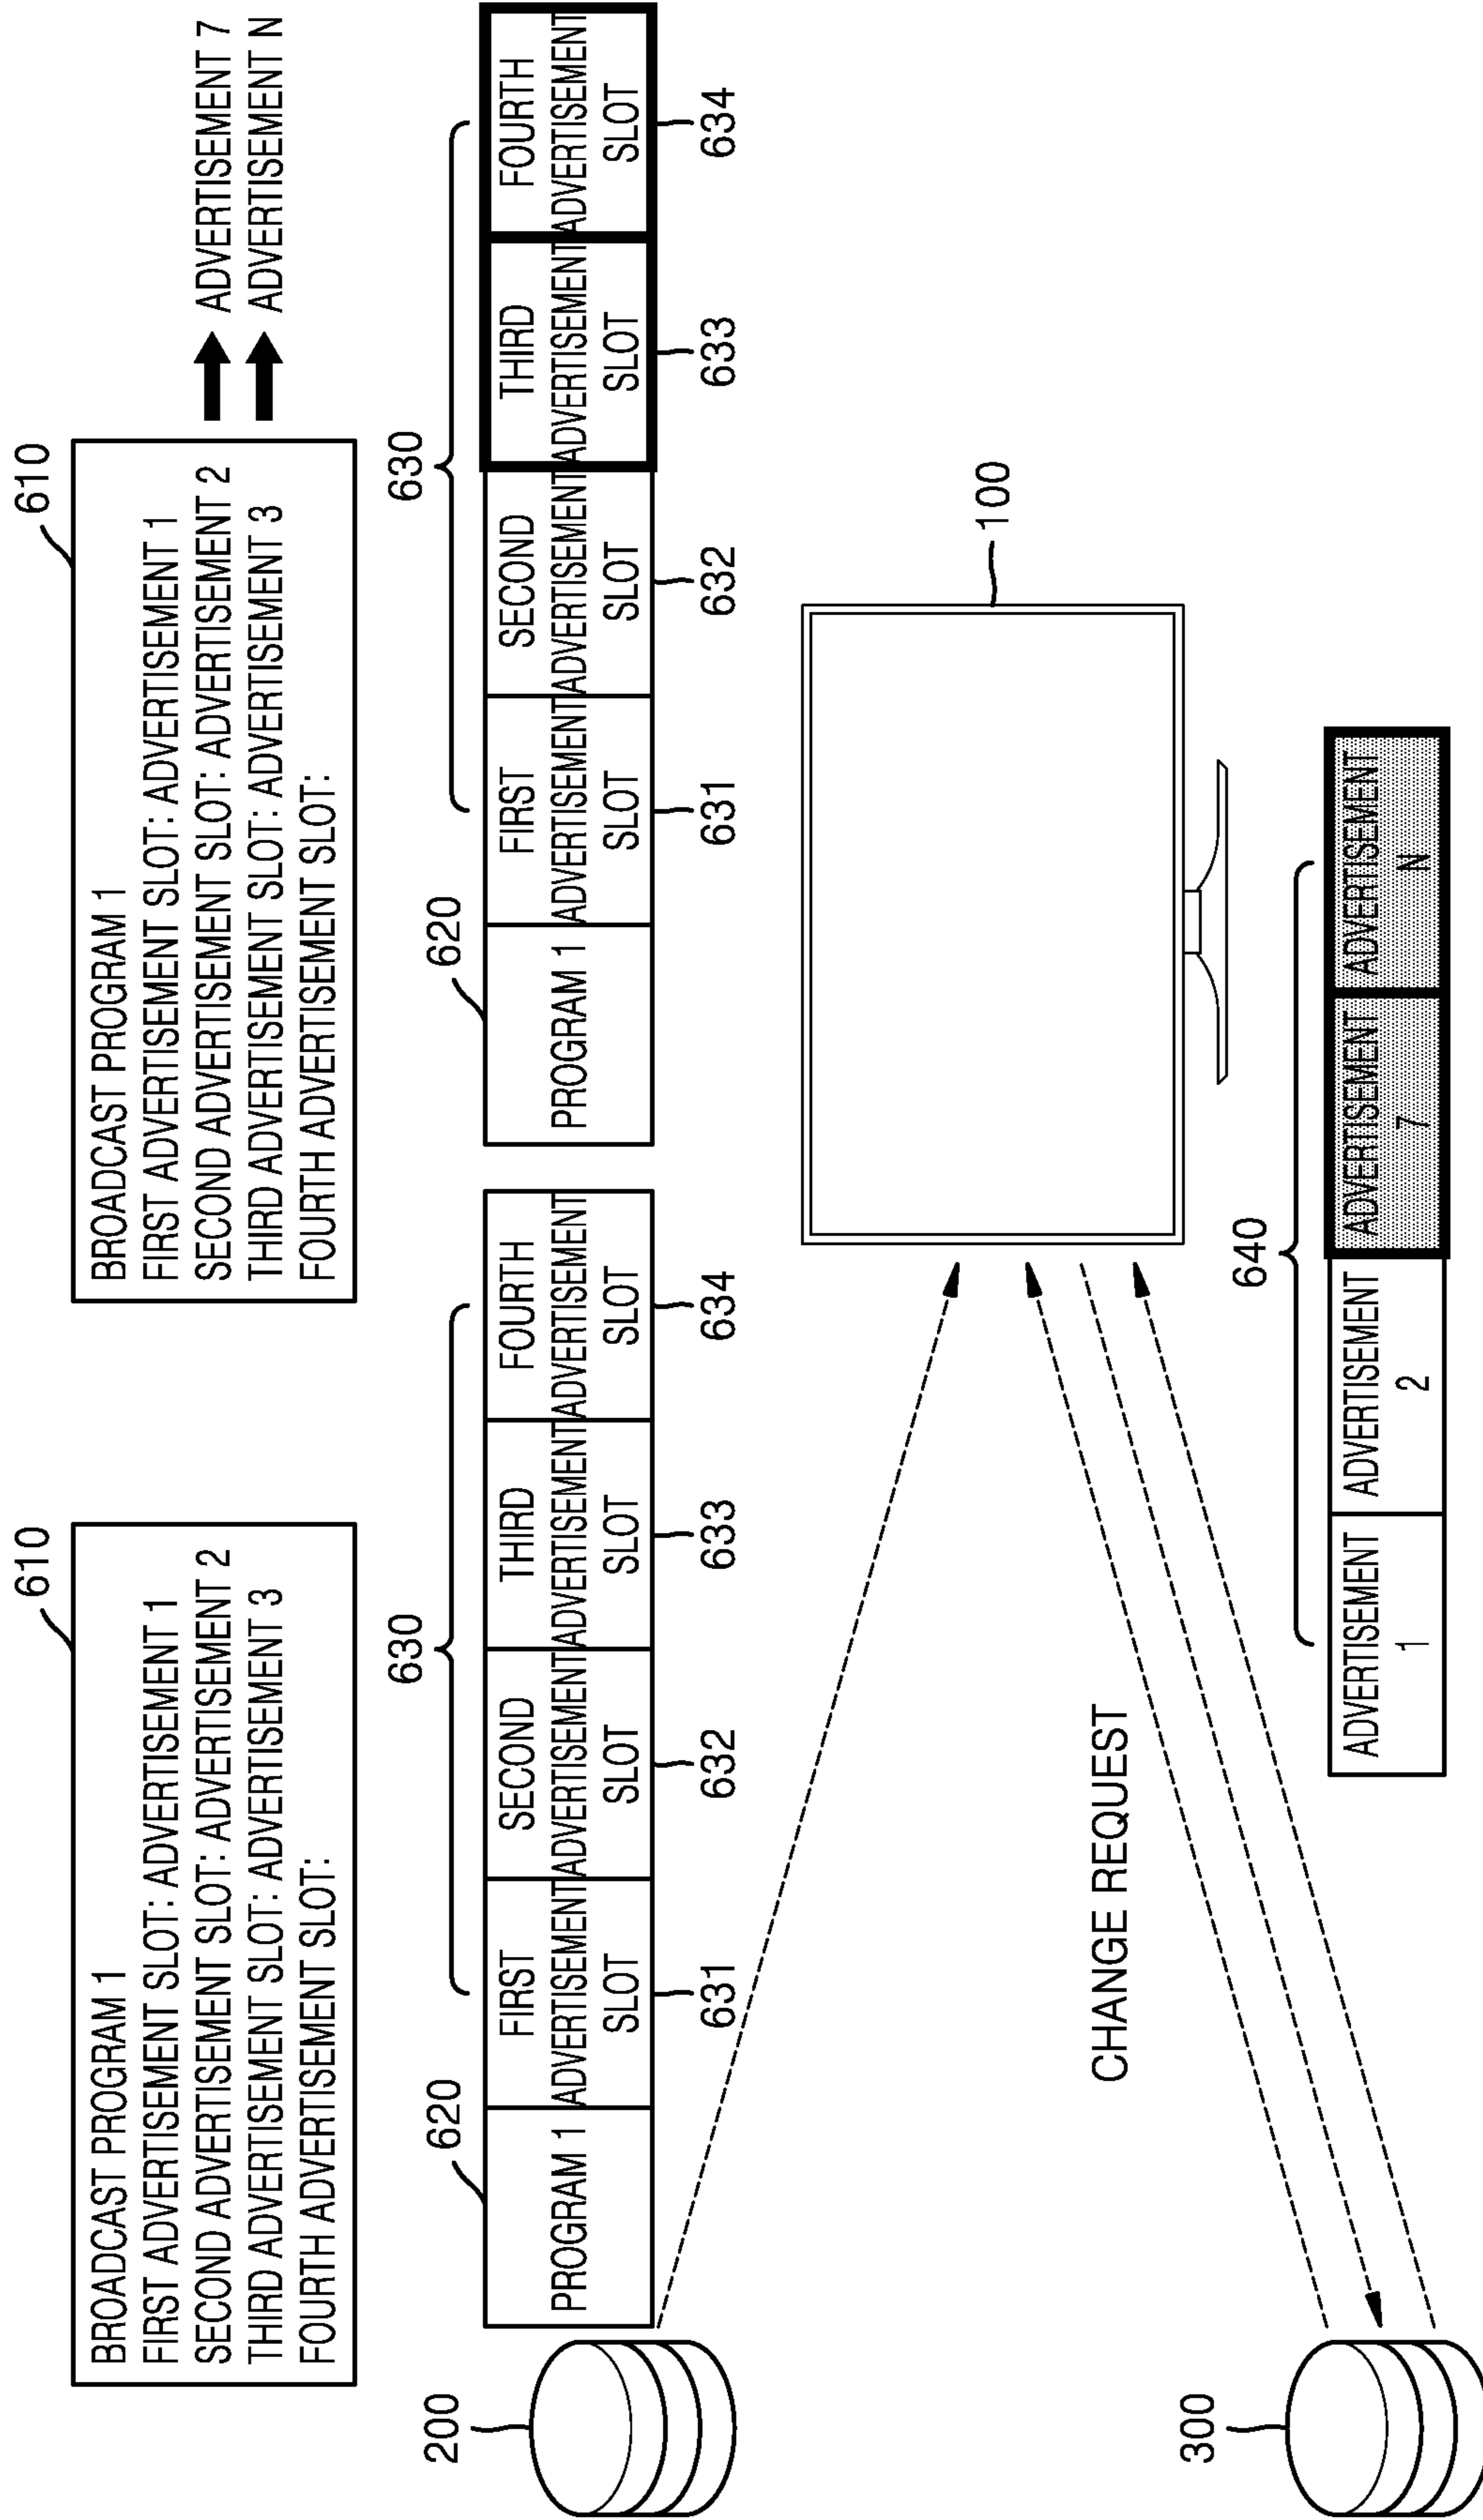 610
BROADCAST PROGRAM 1
FIRST ADVERTISEMENT SLOT: ADVERTISEMENT 1
SECOND ADVERTISEMENT SLOT: ADVERTISEMENT 2
THIRD ADVERTISEMENT SLOT: ADVERTISEMENT 3
FOURTH ADVERTISEMENT SLOT:
610
BROADCAST PROGRAM 1
FIRST ADVERTISEMENT SLOT: ADVERTISEMENT 1
SECOND ADVERTISEMENT SLOT: ADVERTISEMENT 2
THIRD ADVERTISEMENT SLOT: ADVERTISEMENT 3
FOURTH ADVERTISEMENT SLOT:
ADVERTISEMENT 7
ADVERTISEMENT N
200
620
630
PROGRAM 1
FIRST
ADVERTISEMENT
SLOT
SECOND
ADVERTISEMENT
SLOT
THIRD
ADVERTISEMENT
SLOT
FOURTH
ADVERTISEMENT
SLOT
631
632
633
634
620
630
PROGRAM 1
FIRST
ADVERTISEMENT
SLOT
SECOND
ADVERTISEMENT
SLOT
THIRD
ADVERTISEMENT
SLOT
FOURTH
ADVERTISEMENT
SLOT
631
632
633
634
100
CHANGE REQUEST
300
640
ADVERTISEMENT
1
ADVERTISEMENT
2
ADVERTISEMENT
7
ADVERTISEMENT
N